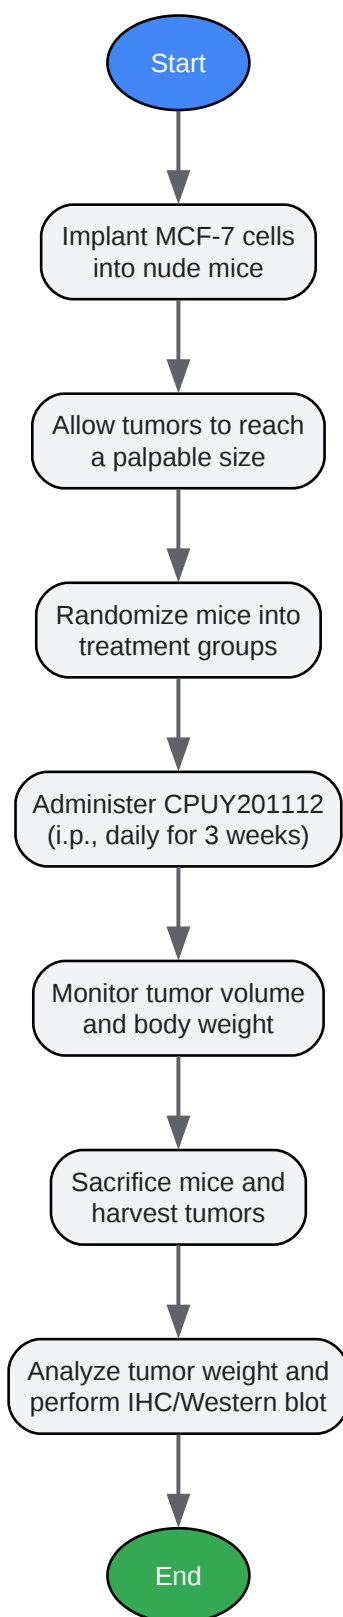 Start
Implant MCF-7 cells
into nude mice
Allow tumors to reach
a palpable size
Randomize mice into
treatment groups
Administer CPUY201112
(i.p., daily for 3 weeks)
Monitor tumor volume
and body weight
Sacrifice mice and
harvest tumors
Analyze tumor weight and
perform IHC/Western blot
End